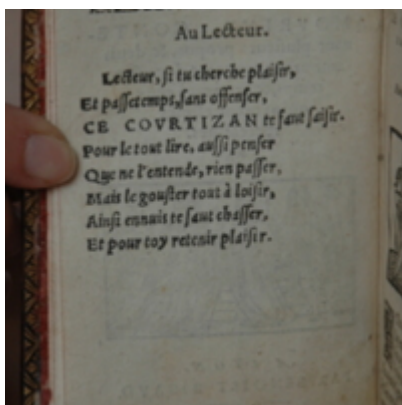 Au Lecteur.
Lecteur, si tu cherche plaisir,
Et passetemps, sans offenser,
CE COVRTIZAN te faut saisir.
Pour le tout lire, aussi penser
Que ne l'entende, rien passer,
Mais le gouster tout à loisir,
Ainsi ennuis te faut chasser,
Et pour toy retenir plaisir.